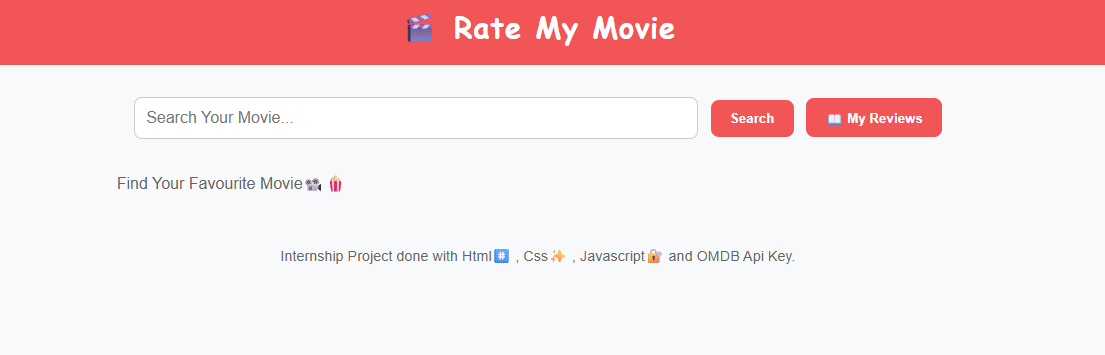 🎬 Rate My Movie
Search Your Movie...
Search
📖 My Reviews
Find Your Favourite Movie📽️🍿
Internship Project done with Html#️⃣ , Css✨ , Javascript🔐 and OMDB Api Key.